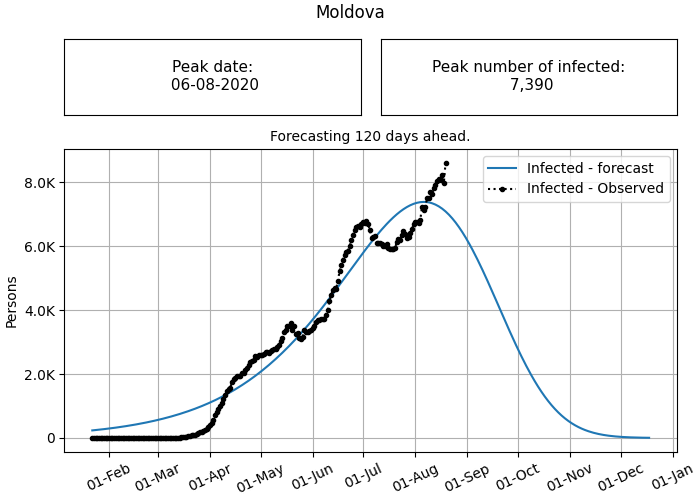 Moldova
Peak date:
06-08-2020
Peak number of infected:
7,390
Forecasting 120 days ahead.
Infected - forecast
Infected - Observed
Persons
8.0K
6.0K
4.0K
2.0K
0
01-Feb
01-Mar
01-Apr
01-May
01-Jun
01-Jul
01-Aug
01-Sep
01-Oct
01-Nov
01-Dec
01-Jan